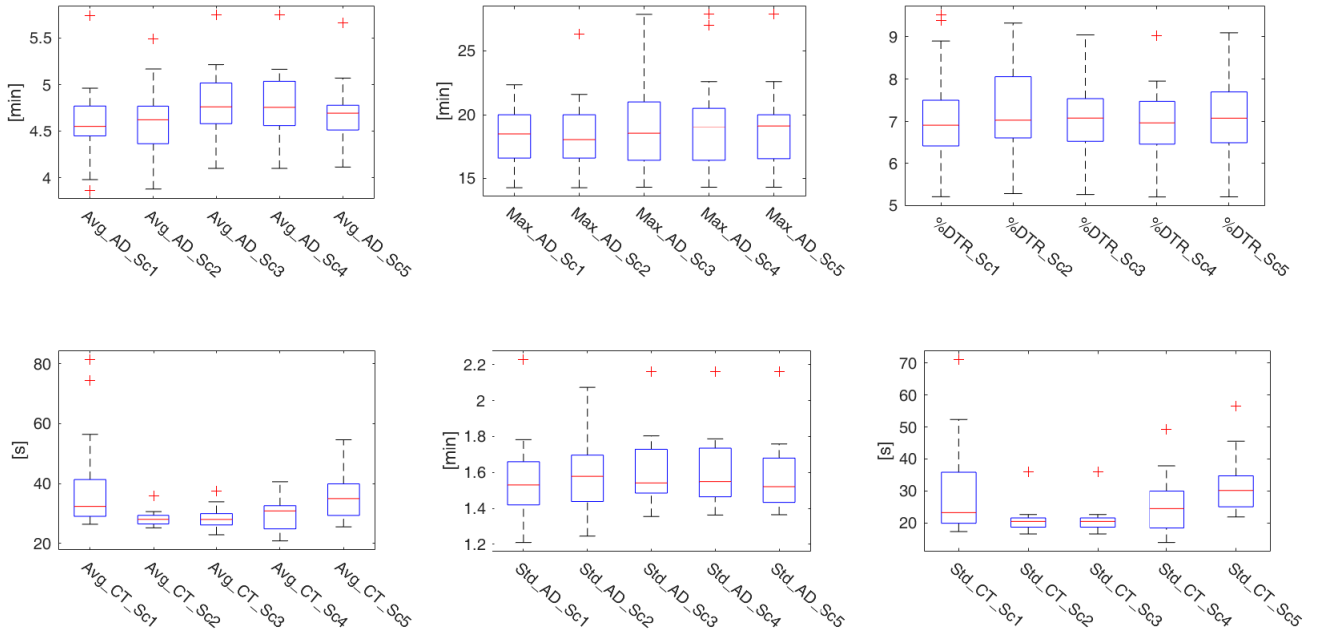 [min]
5.5
5
4.5
4
Avg_AD_Sc1
Avg_AD_Sc2
Avg_AD_Sc3
Avg_AD_Sc4
Avg_AD_Sc5
[min]
25
20
15
Max_AD_Sc1
Max_AD_Sc2
Max_AD_Sc3
Max_AD_Sc4
Max_AD_Sc5
9
8
7
6
5
%DTR_Sc1
%DTR_Sc2
%DTR_Sc3
%DTR_Sc4
%DTR_Sc5
[s]
80
60
40
20
Avg_CT_Sc1
Avg_CT_Sc2
Avg_CT_Sc3
Avg_CT_Sc4
Avg_CT_Sc5
[min]
2.2
2
1.8
1.6
1.4
1.2
Std_AD_Sc1
Std_AD_Sc2
Std_AD_Sc3
Std_AD_Sc4
Std_AD_Sc5
[s]
70
60
50
40
30
20
Std_CT_Sc1
Std_CT_Sc2
Std_CT_Sc3
Std_CT_Sc4
Std_CT_Sc5